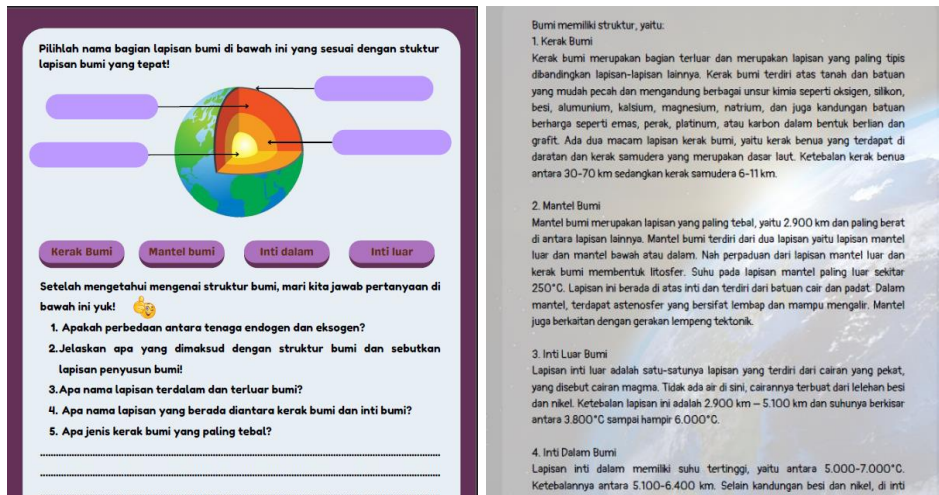 Pilihlah nama bagian lapisan bumi di bawah ini yang sesuai dengan stuktur
lapisan bumi yang tepat!
Kerak Bumi
Mantel bumi
Inti dalam
Inti luar
Setelah mengetahui mengenai struktur bumi, mari kita jawab pertanyaan di
bawah ini yuk!
1. Apakah perbedaan antara tenaga endogen dan eksogen?
2.Jelaskan apa yang dimaksud dengan struktur bumi dan sebutkan
lapisan penyusun bumi!
3.Apa nama lapisan terdalam dan terluar bumi?
4. Apa nama lapisan yang berada diantara kerak bumi dan inti bumi?
5. Apa jenis kerak bumi yang paling tebal?
Bumi memiliki struktur, yaitu:
1. Kerak Bumi
Kerak bumi merupakan bagian terluar dan merupakan lapisan yang paling tipis
dibandingkan lapisan-lapisan lainnya. Kerak bumi terdiri atas tanah dan batuan
yang mudah pecah dan mengandung berbagai unsur kimia seperti oksigen, silikon,
besi, alumunium, kalsium, magnesium, natrium, dan juga kandungan batuan
berharga seperti emas, perak, platinum, atau karbon dalam bentuk berlian dan
grafit. Ada dua macam lapisan kerak bumi, yaitu kerak benua yang terdapat di
daratan dan kerak samudera yang merupakan dasar laut. Ketebalan kerak benua
antara 30-70 km sedangkan kerak samudera 6-11 km.
2. Mantel Bumi
Mantel bumi merupakan lapisan yang paling tebal, yaitu 2.900 km dan paling berat
di antara lapisan lainnya. Mantel bumi terdiri dari dua lapisan yaitu lapisan mantel
luar dan mantel bawah atau dalam. Nah perpaduan dari lapisan mantel luar dan
kerak bumi membentuk litosfer. Suhu pada lapisan mantel paling luar sekitar
250°C. Lapisan ini berada di atas inti dan terdiri dari batuan cair dan padat. Dalam
mantel, terdapat astenosfer yang bersifat lembap dan mampu mengalir. Mantel
juga berkaitan dengan gerakan lempeng tektonik.
3. Inti Luar Bumi
Lapisan inti luar adalah satu-satunya lapisan yang terdiri dari cairan yang pekat,
yang disebut cairan magma. Tidak ada air di sini, cairannya terbuat dari lelehan besi
dan nikel. Ketebalan lapisan ini adalah 2.900 km – 5.100 km dan suhunya berkisar
antara 3.800°C sampai hampir 6.000°C.
4. Inti Dalam Bumi
Lapisan inti dalam memiliki suhu tertinggi, yaitu antara 5.000-7.000°C.
Ketebalannya antara 5.100-6.400 km. Selain kandungan besi dan nikel, di inti